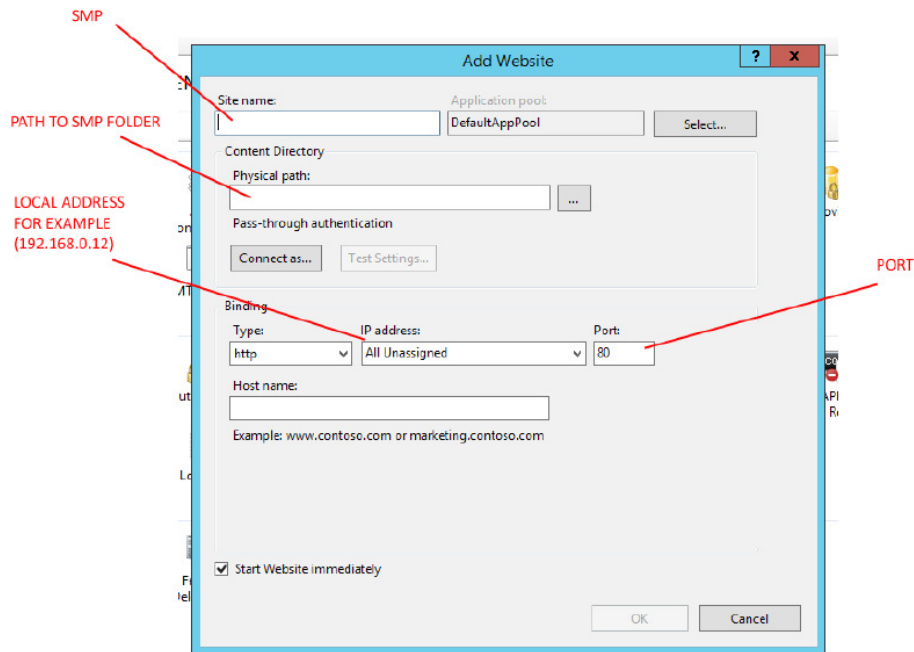 SMP
Add Website
? x
Site name:
Application pool:
DefaultAppPool
Select...
PATH TO SMP FOLDER
Content Directory
Physical path:
...
LOCAL ADDRESS
FOR EXAMPLE
(192.168.0.12)
Pass-through authentication
Connect as...
Test Settings...
PORT
Binding
Type:
IP address:
Port:
http
All Unassigned
80
Host name:
Example: www.contoso.com or marketing.contoso.com
Start Website immediately
OK
Cancel